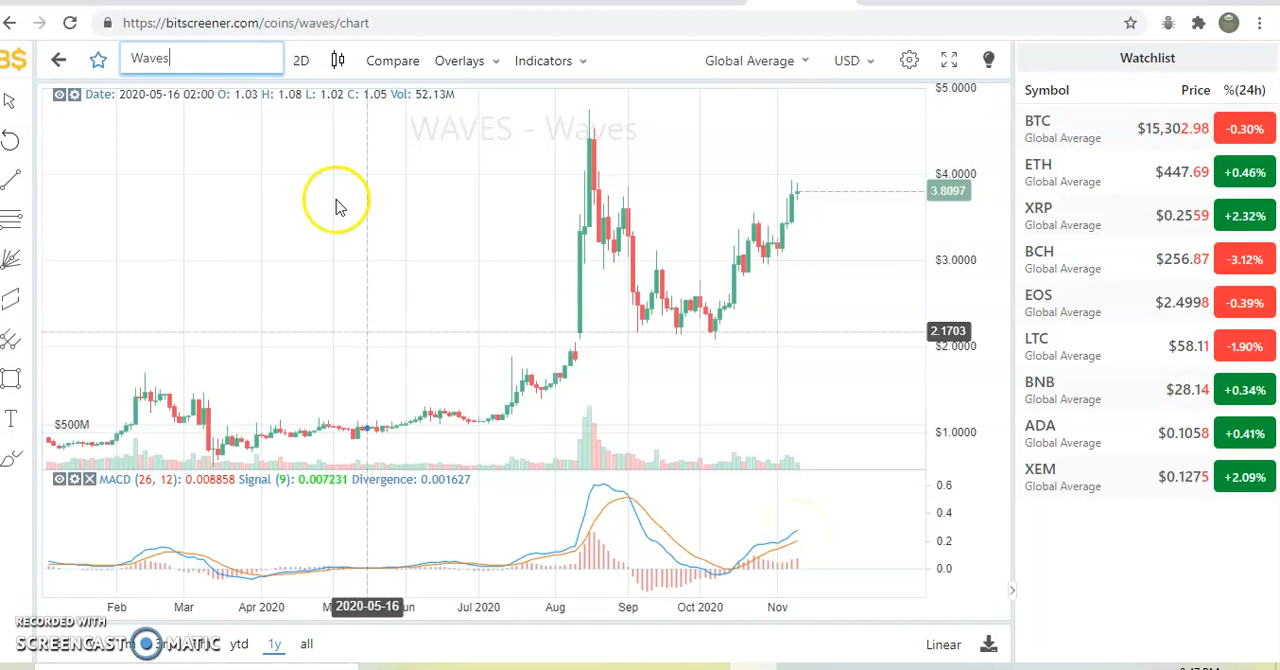 https://bitscreener.com/coins/waves/chart
B$
Waves 2D Compare Overlays Indicators Global Average USD
Date: 2020-05-16 02:00 O: 1.03 H: 1.08 L: 1.02 C: 1.05 Vol: 52.13M
WAVES - Waves
$5.0000
$4.0000
3.8097
$3.0000
2.1703
$2.0000
$500M
$1.0000
MACD (26, 12): 0.008858 Signal (9): 0.007231 Divergence: 0.001627
0.6
0.4
0.2
0.0
Feb Mar Apr 2020 2020-05-16 Jul 2020 Aug Sep Oct 2020 Nov
RECORDED WITH
SCREENCAST MATIC
ytd 1y all
Linear
Watchlist
Symbol Price %(24h)
BTC $15,302.98 -0.30%
Global Average
ETH $447.69 +0.46%
Global Average
XRP $0.2559 +2.32%
Global Average
BCH $256.87 -3.12%
Global Average
EOS $2.4998 -0.39%
Global Average
LTC $58.11 -1.90%
Global Average
BNB $28.14 +0.34%
Global Average
ADA $0.1058 +0.41%
Global Average
XEM $0.1275 +2.09%
Global Average